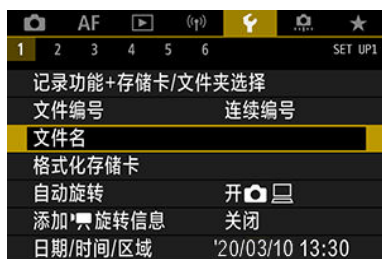 AF
1 2 3 4 5 6 SET UP1
记录功能+存储卡/文件夹选择
文件编号 连续编号
文件名
格式化存储卡
自动旋转 开
添加旋转信息 关闭
日期/时间/区域 '20/03/10 13:30